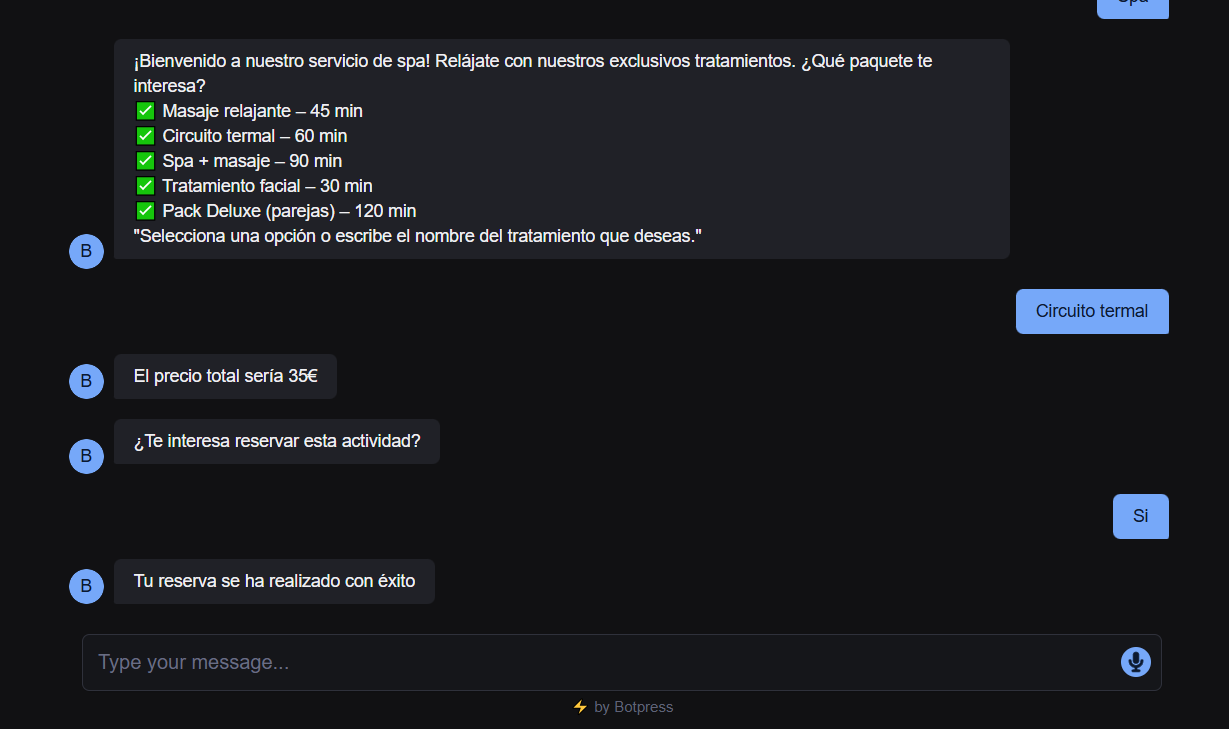 ¡Bienvenido a nuestro servicio de spa! Relájate con nuestros exclusivos tratamientos. ¿Qué paquete te
interesa?
✅ Masaje relajante – 45 min
✅ Circuito termal – 60 min
✅ Spa + masaje – 90 min
✅ Tratamiento facial – 30 min
✅ Pack Deluxe (parejas) – 120 min
"Selecciona una opción o escribe el nombre del tratamiento que deseas."
B
Circuito termal
B
El precio total sería 35€
B
¿Te interesa reservar esta actividad?
Si
B
Tu reserva se ha realizado con éxito
Type your message...
⚡ by Botpress